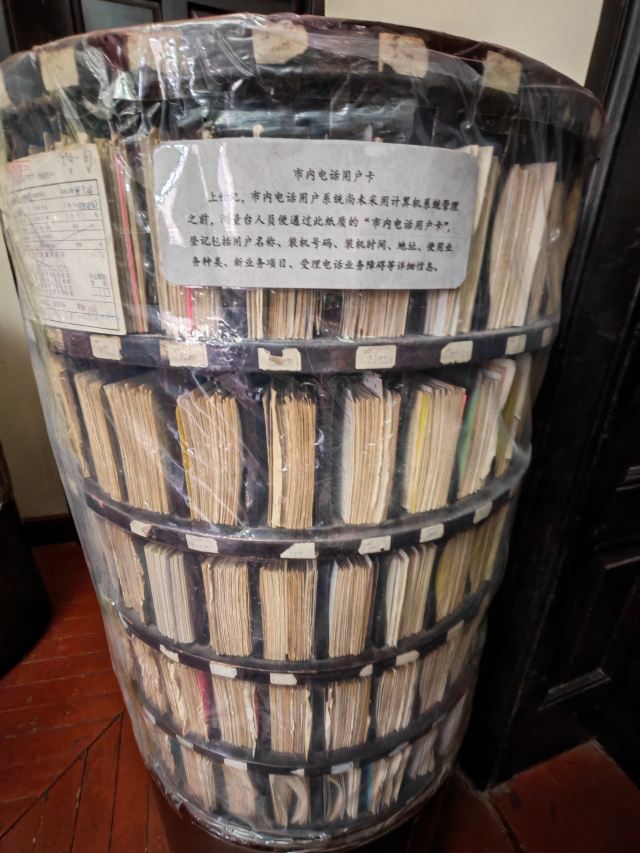 市内电话用户卡
上世纪，市内电话用户系统尚未采用计算机系统管理
之前，测量台人员便通过此纸质的“市内电话用户卡”，
登记包括用户名称、装机号码、装机时间、地址、使用业
务种类、新业务项目、受理电话业务障碍等详细信息。